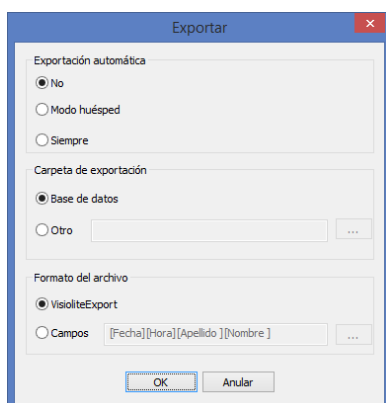 Exportar
Exportación automática
No
Modo huésped
Siempre
Carpeta de exportación
Base de datos
Otro
...
Formato del archivo
VisioliteExport
Campos [Fecha][Hora][Apellido ][Nombre ] ...
OK Anular